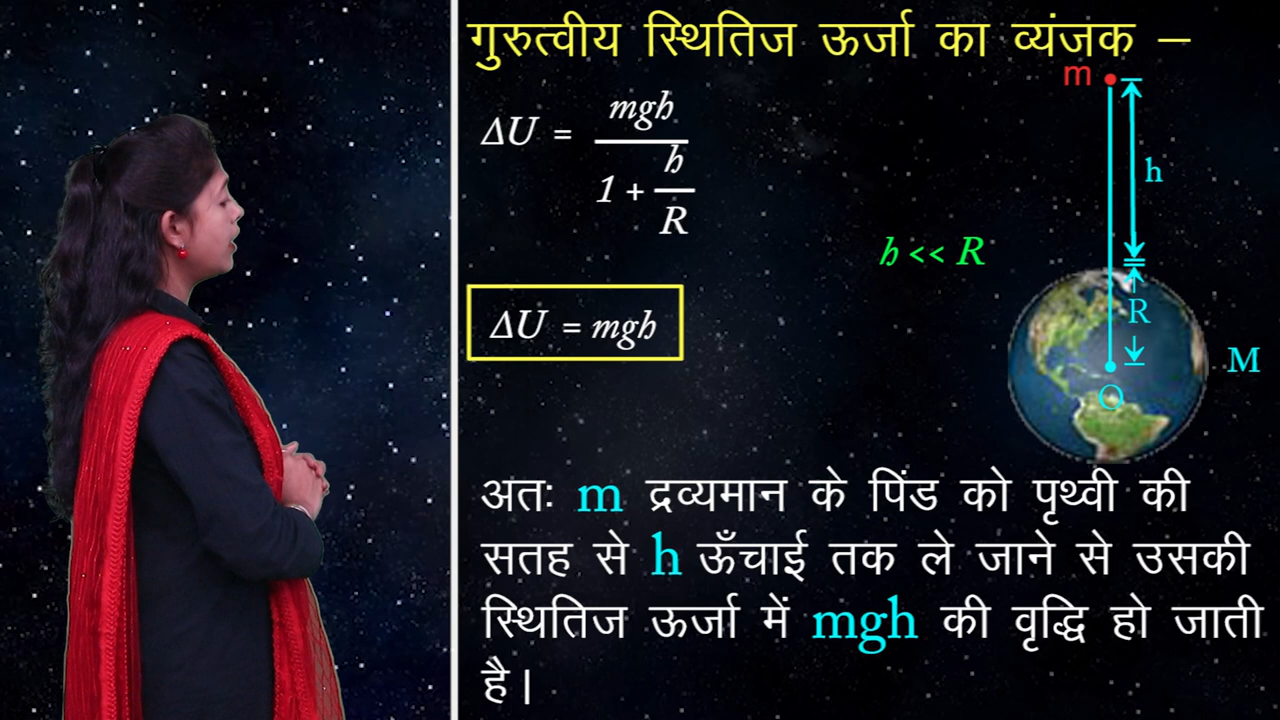 गुरुत्वीय स्थितिज ऊर्जा का व्यंजक –
m
ΔU = mgh / (1 + h/R)
h
h << R
R
ΔU = mgh
M
O
अतः m द्रव्यमान के पिंड को पृथ्वी की
सतह से h ऊँचाई तक ले जाने से उसकी
स्थितिज ऊर्जा में mgh की वृद्धि हो जाती
है।